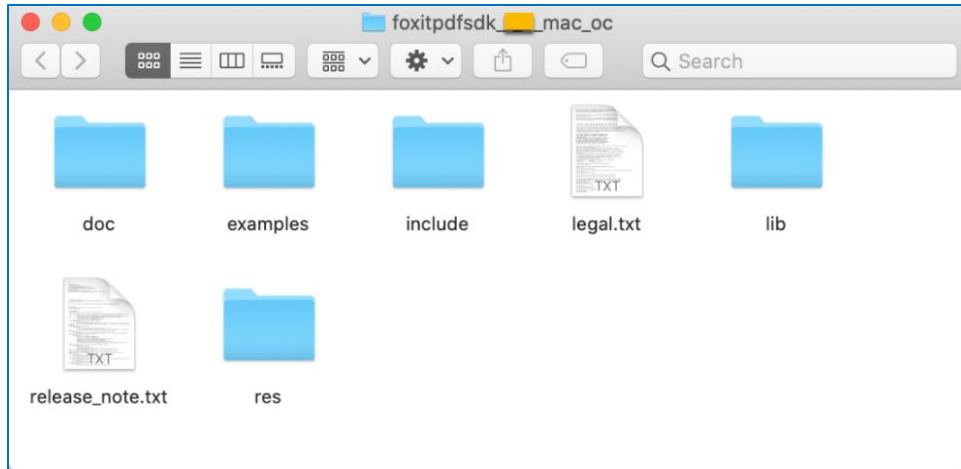 foxitpdfsdk_ _mac_oc
Search
doc examples include legal.txt lib
TXT
release_note.txt res
TXT